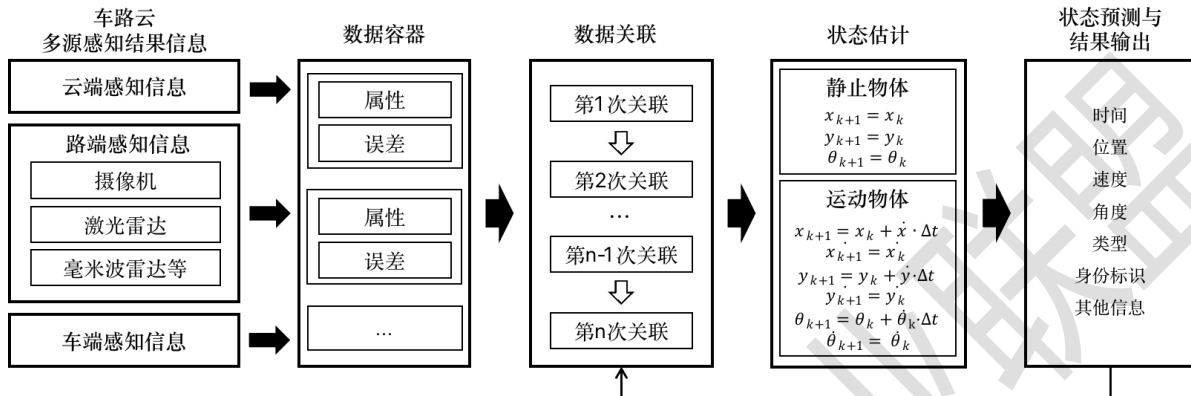 车路云
多源感知结果信息
云端感知信息
路端感知信息
摄像机
激光雷达
毫米波雷达等
车端感知信息
数据容器
属性
误差
属性
误差
...
数据关联
第1次关联
第2次关联
...
第n-1次关联
第n次关联
状态估计
静止物体
x_{k+1} = x_k
y_{k+1} = y_k
θ_{k+1} = θ_k
运动物体
x_{k+1} = x_k + ẋ · Δt
ẋ_{k+1} = ẋ_k
y_{k+1} = y_k + ẏ·Δt
ẏ_{k+1} = ẏ_k
θ_{k+1} = θ_k + θ̇_k·Δt
θ̇_{k+1} = θ̇_k
状态预测与
结果输出
时间
位置
速度
角度
类型
身份标识
其他信息
业联盟